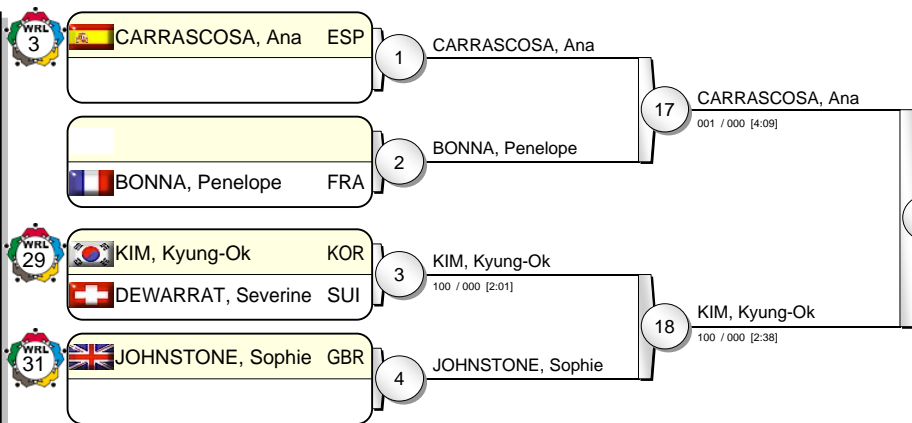 WRL
3
CARRASCOSA, Ana ESP
1
CARRASCOSA, Ana
17
CARRASCOSA, Ana
001 / 000 [4:09]
2
BONNA, Penelope
BONNA, Penelope FRA
WRL
29
KIM, Kyung-Ok KOR
3
KIM, Kyung-Ok
100 / 000 [2:01]
DEWARRAT, Severine SUI
18
KIM, Kyung-Ok
100 / 000 [2:38]
WRL
31
JOHNSTONE, Sophie GBR
4
JOHNSTONE, Sophie